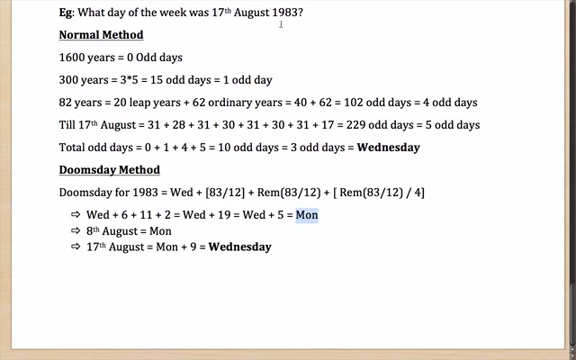 Eg: What day of the week was 17th August 1983?
Normal Method
1600 years = 0 Odd days
300 years = 3*5 = 15 odd days = 1 odd day
82 years = 20 leap years + 62 ordinary years = 40 + 62 = 102 odd days = 4 odd days
Till 17th August = 31 + 28 + 31 + 30 + 31 + 30 + 31 + 17 = 229 odd days = 5 odd days
Total odd days = 0 + 1 + 4 + 5 = 10 odd days = 3 odd days = Wednesday
Doomsday Method
Doomsday for 1983 = Wed + [83/12] + Rem(83/12) + [ Rem(83/12) / 4]
⇨ Wed + 6 + 11 + 2 = Wed + 19 = Wed + 5 = Mon
⇨ 8th August = Mon
⇨ 17th August = Mon + 9 = Wednesday